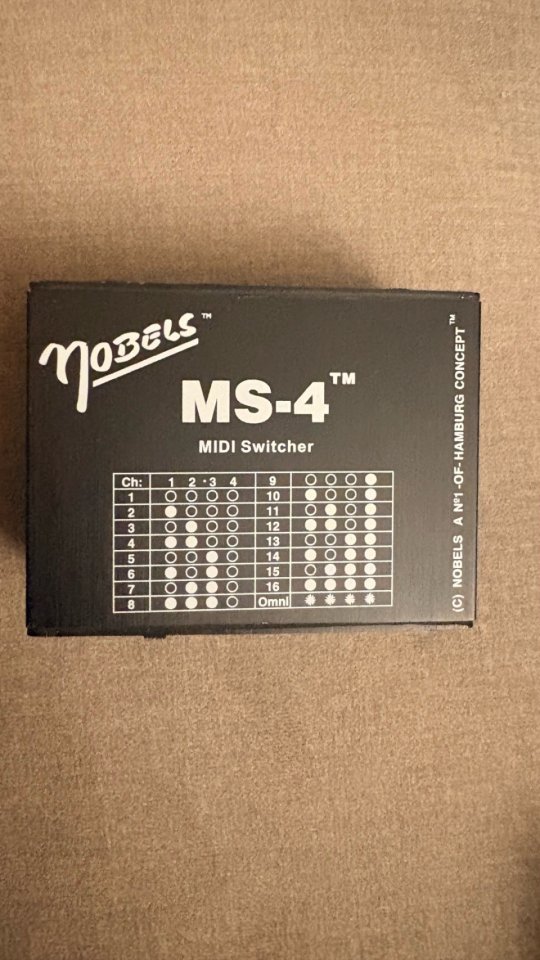 NOBELS™
MS-4™
MIDI Switcher
Ch: 1 2 3 4 9 ○ ○ ○ ●
1 ○ ○ ○ ○ 10 ● ○ ○ ●
2 ● ○ ○ ○ 11 ○ ● ○ ●
3 ○ ● ○ ○ 12 ● ● ○ ●
4 ● ● ○ ○ 13 ○ ○ ● ●
5 ○ ○ ● ○ 14 ● ○ ● ●
6 ● ○ ● ○ 15 ○ ● ● ●
7 ○ ● ● ○ 16 ● ● ● ●
8 ● ● ● ○ Omni ✷ ✷ ✷ ✷
(C) NOBELS A Nº1-OF-HAMBURG CONCEPT™